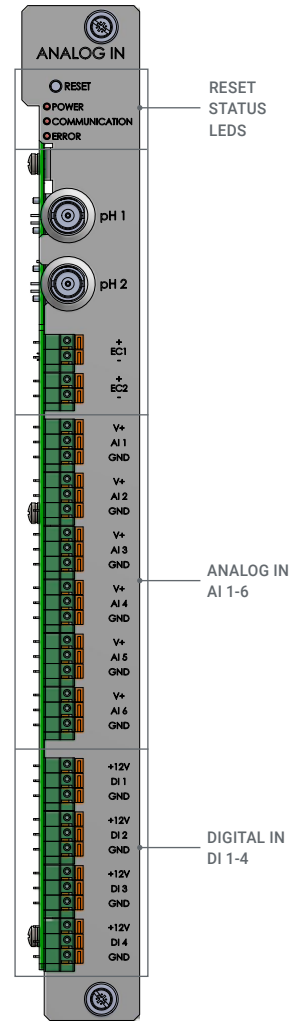 ANALOG IN
RESET
POWER
COMMUNICATION
ERROR
RESET
STATUS
LEDS
pH 1
pH 2
+
EC1
-
+
EC2
-
V+
AI 1
GND
V+
AI 2
GND
V+
AI 3
GND
V+
AI 4
GND
V+
AI 5
GND
V+
AI 6
GND
ANALOG IN
AI 1-6
+12V
DI 1
GND
+12V
DI 2
GND
+12V
DI 3
GND
+12V
DI 4
GND
DIGITAL IN
DI 1-4